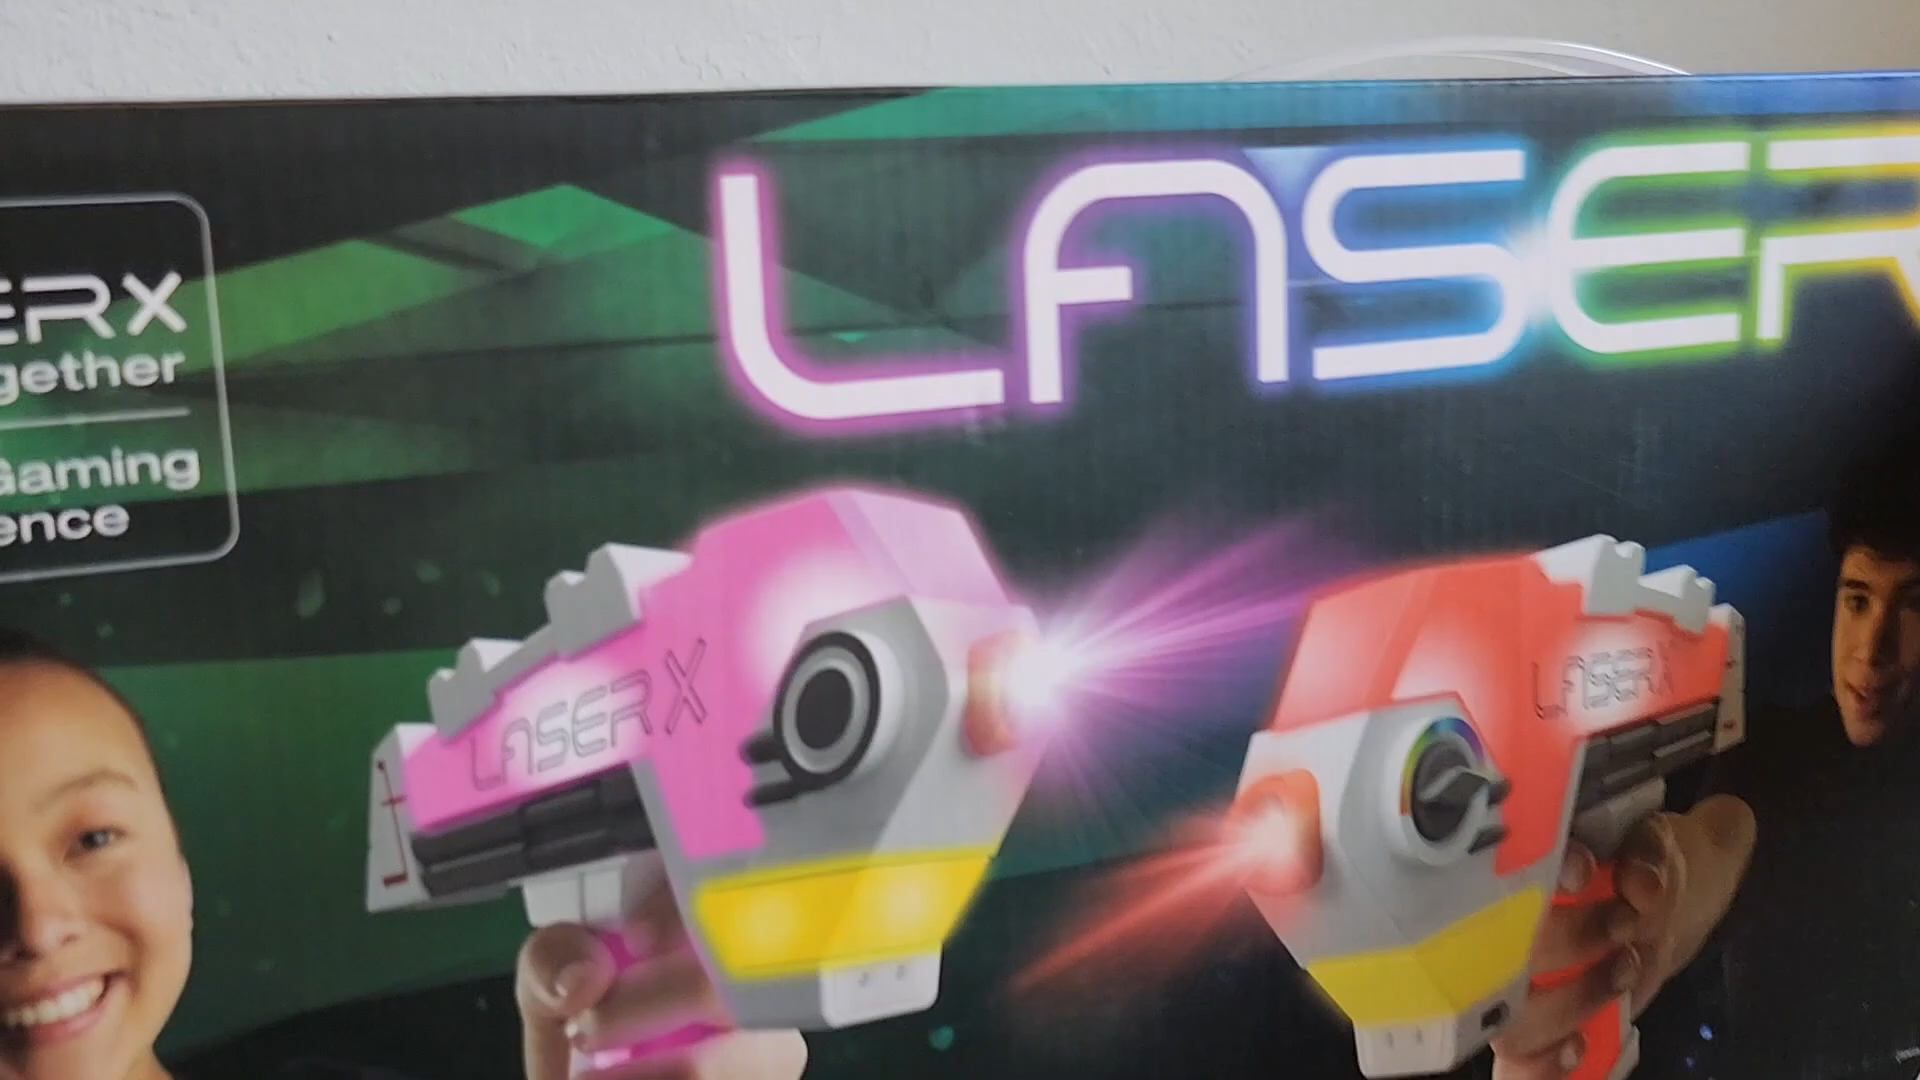 LASER
ERX
gether
Gaming
ence
LASER X
LASER X